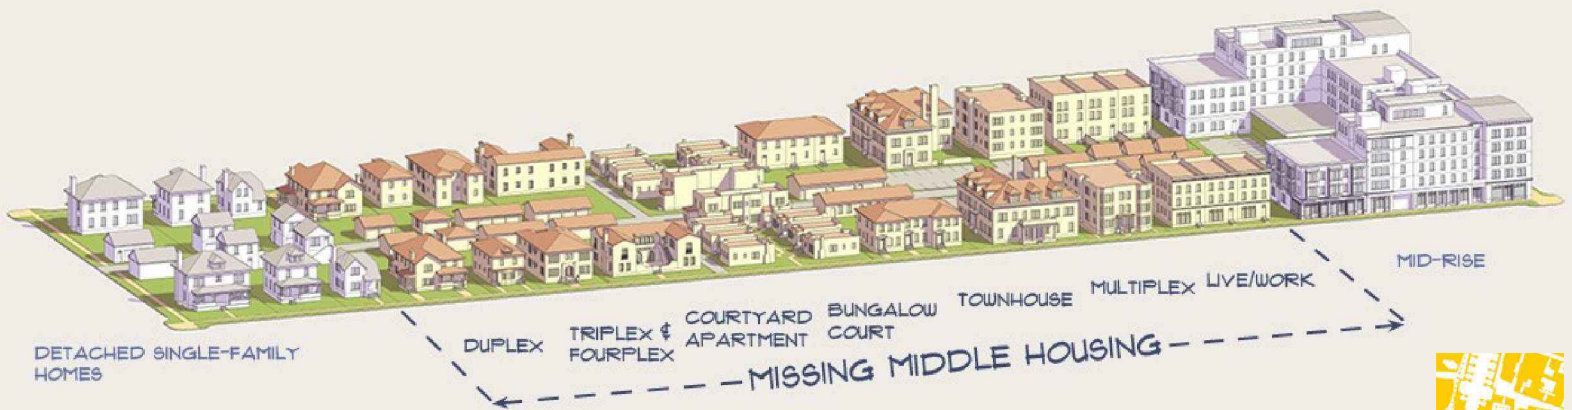 DETACHED SINGLE-FAMILY
HOMES
DUPLEX
TRIPLEX &
FOURPLEX
COURTYARD
APARTMENT
BUNGALOW
COURT
TOWNHOUSE
MULTIPLEX
LIVE/WORK
MID-RISE
MISSING MIDDLE HOUSING